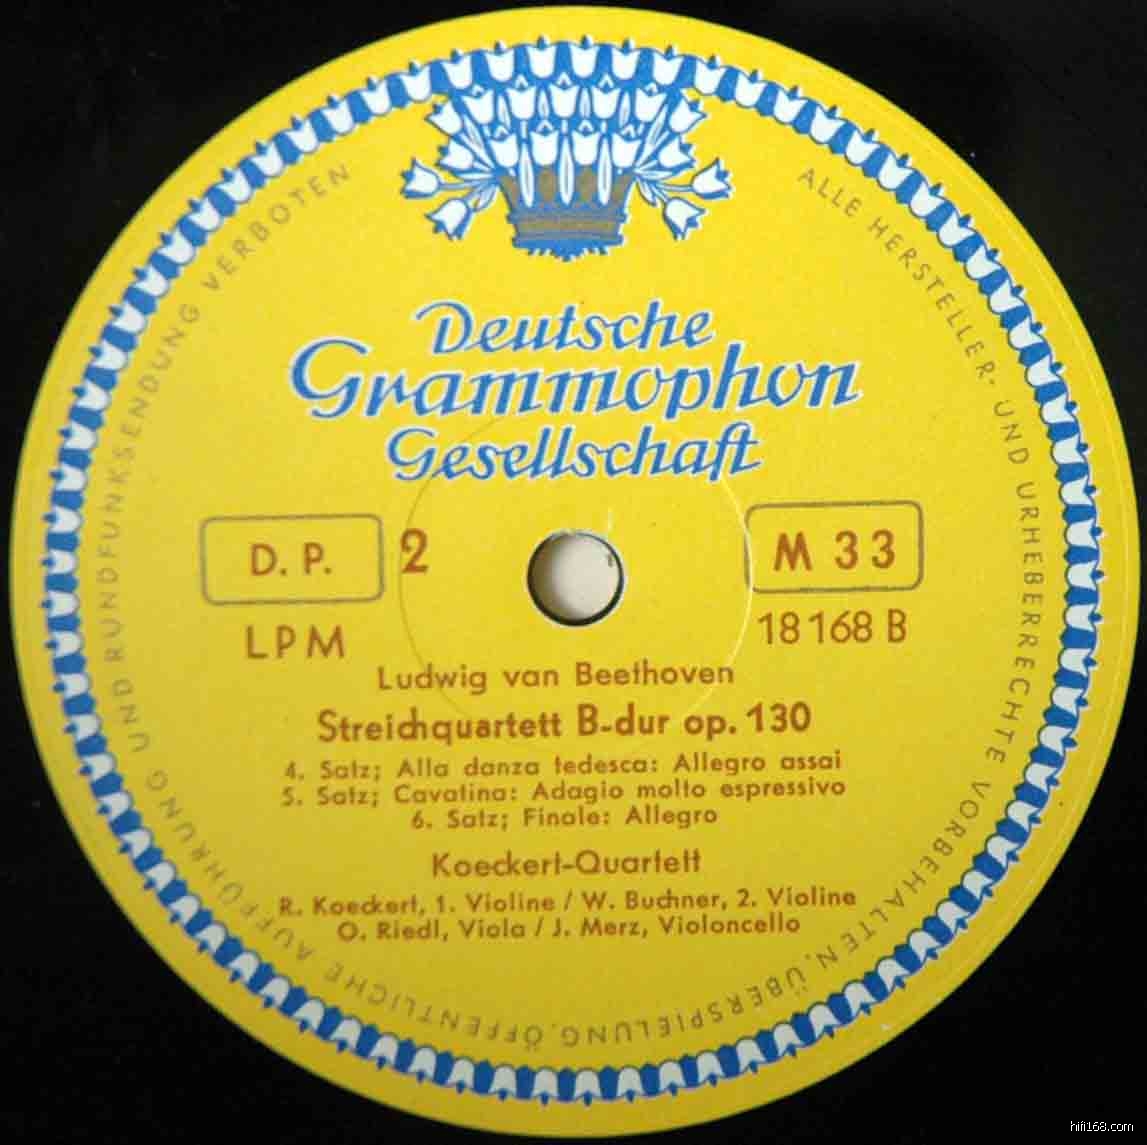 Deutsche
Grammophon
Gesellschaft
D. P. 2 M 33
LPM 18 168 B
Ludwig van Beethoven
Streichquartett B-dur op. 130
4. Satz; Alla danza tedesca: Allegro assai
5. Satz; Cavatina: Adagio molto espressivo
6. Satz; Finale: Allegro
Koeckert-Quartett
R. Koeckert, 1. Violine / W. Buchner, 2. Violine
O. Riedl, Viola / J. Merz, Violoncello
ALLE HERSTELLER- UND URHEBERRECHTE VORBEHALTEN, ÜBERSPIELUNG, ÖFFENTLICHE AUFFÜHRUNG UND RUNDFUNKSENDUNG VERBOTEN
hifi168.com